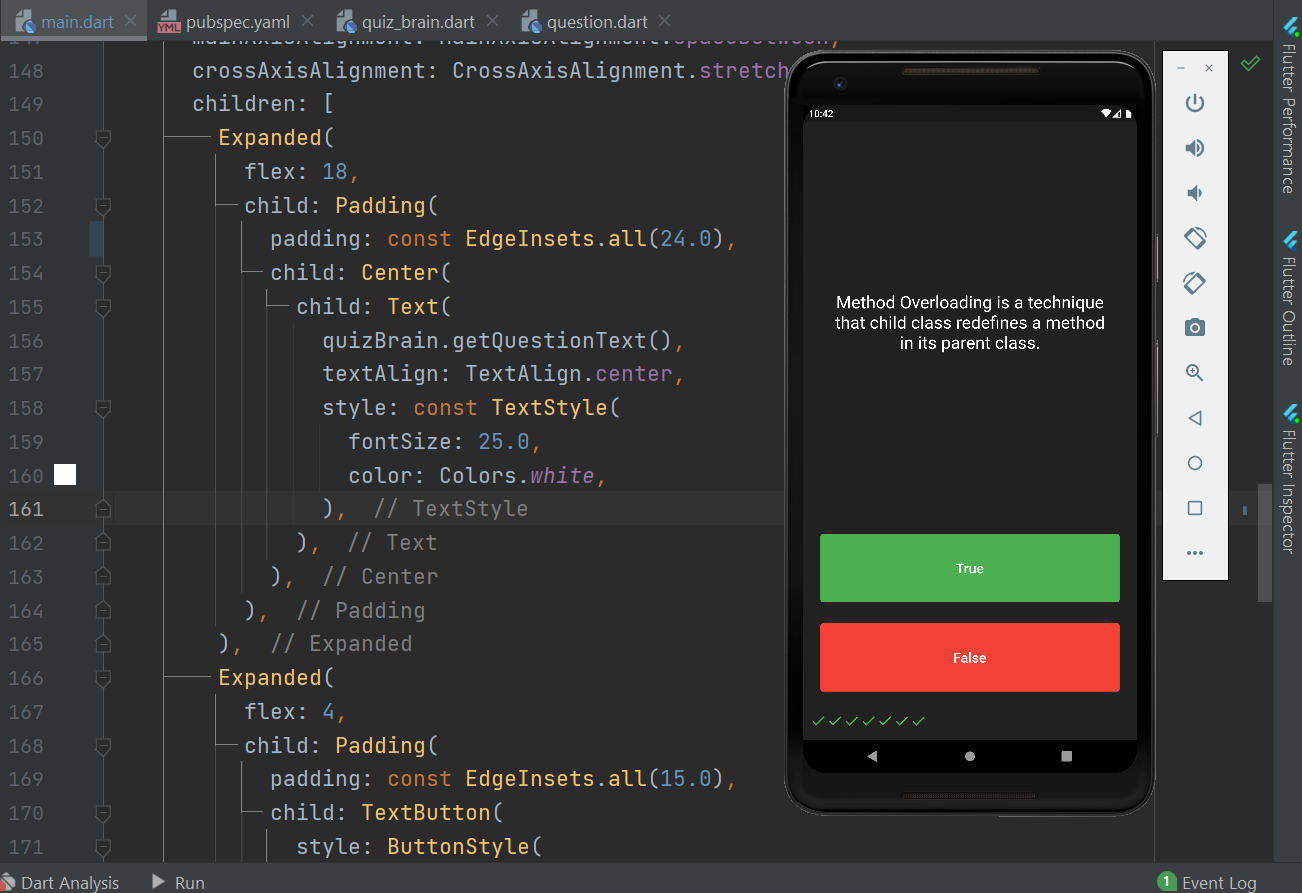 main.dart
pubspec.yaml
quiz_brain.dart
question.dart
148 crossAxisAlignment: CrossAxisAlignment.stretch
149 children: [
150 Expanded(
151 flex: 18,
152 child: Padding(
153 padding: const EdgeInsets.all(24.0),
154 child: Center(
155 child: Text(
156 quizBrain.getQuestionText(),
157 textAlign: TextAlign.center,
158 style: const TextStyle(
159 fontSize: 25.0,
160 color: Colors.white,
161 ), // TextStyle
162 ), // Text
163 ), // Center
164 ), // Padding
165 ), // Expanded
166 Expanded(
167 flex: 4,
168 child: Padding(
169 padding: const EdgeInsets.all(15.0),
170 child: TextButton(
171 style: ButtonStyle(
10:42
Method Overloading is a technique
that child class redefines a method
in its parent class.
True
False
Flutter Performance
Flutter Outline
Flutter Inspector
Dart Analysis
Run
1 Event Log